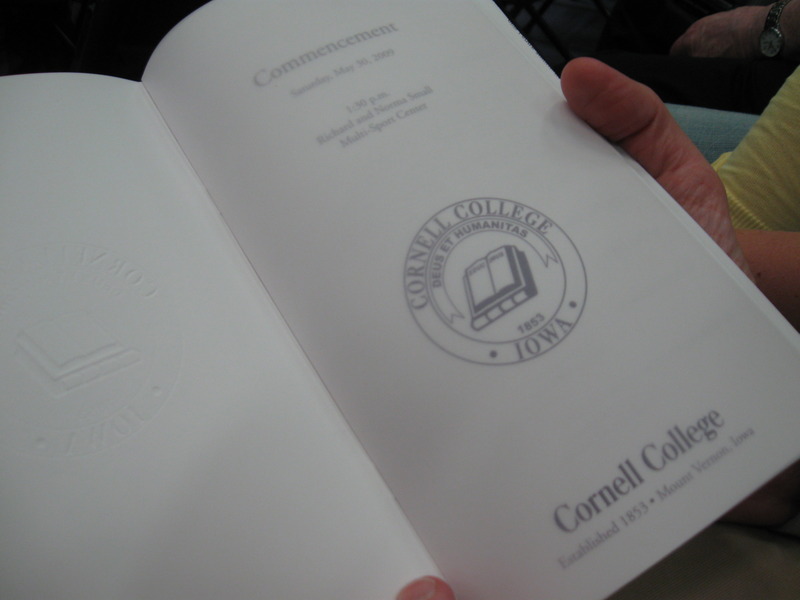 Commencement
Saturday, May 30, 2009
1:30 p.m.
Richard and Norma Small
Multi-Sport Center
CORNELL COLLEGE
DEUS ET HUMANITAS
1853
• IOWA •
Cornell College
Established 1853 • Mount Vernon, Iowa